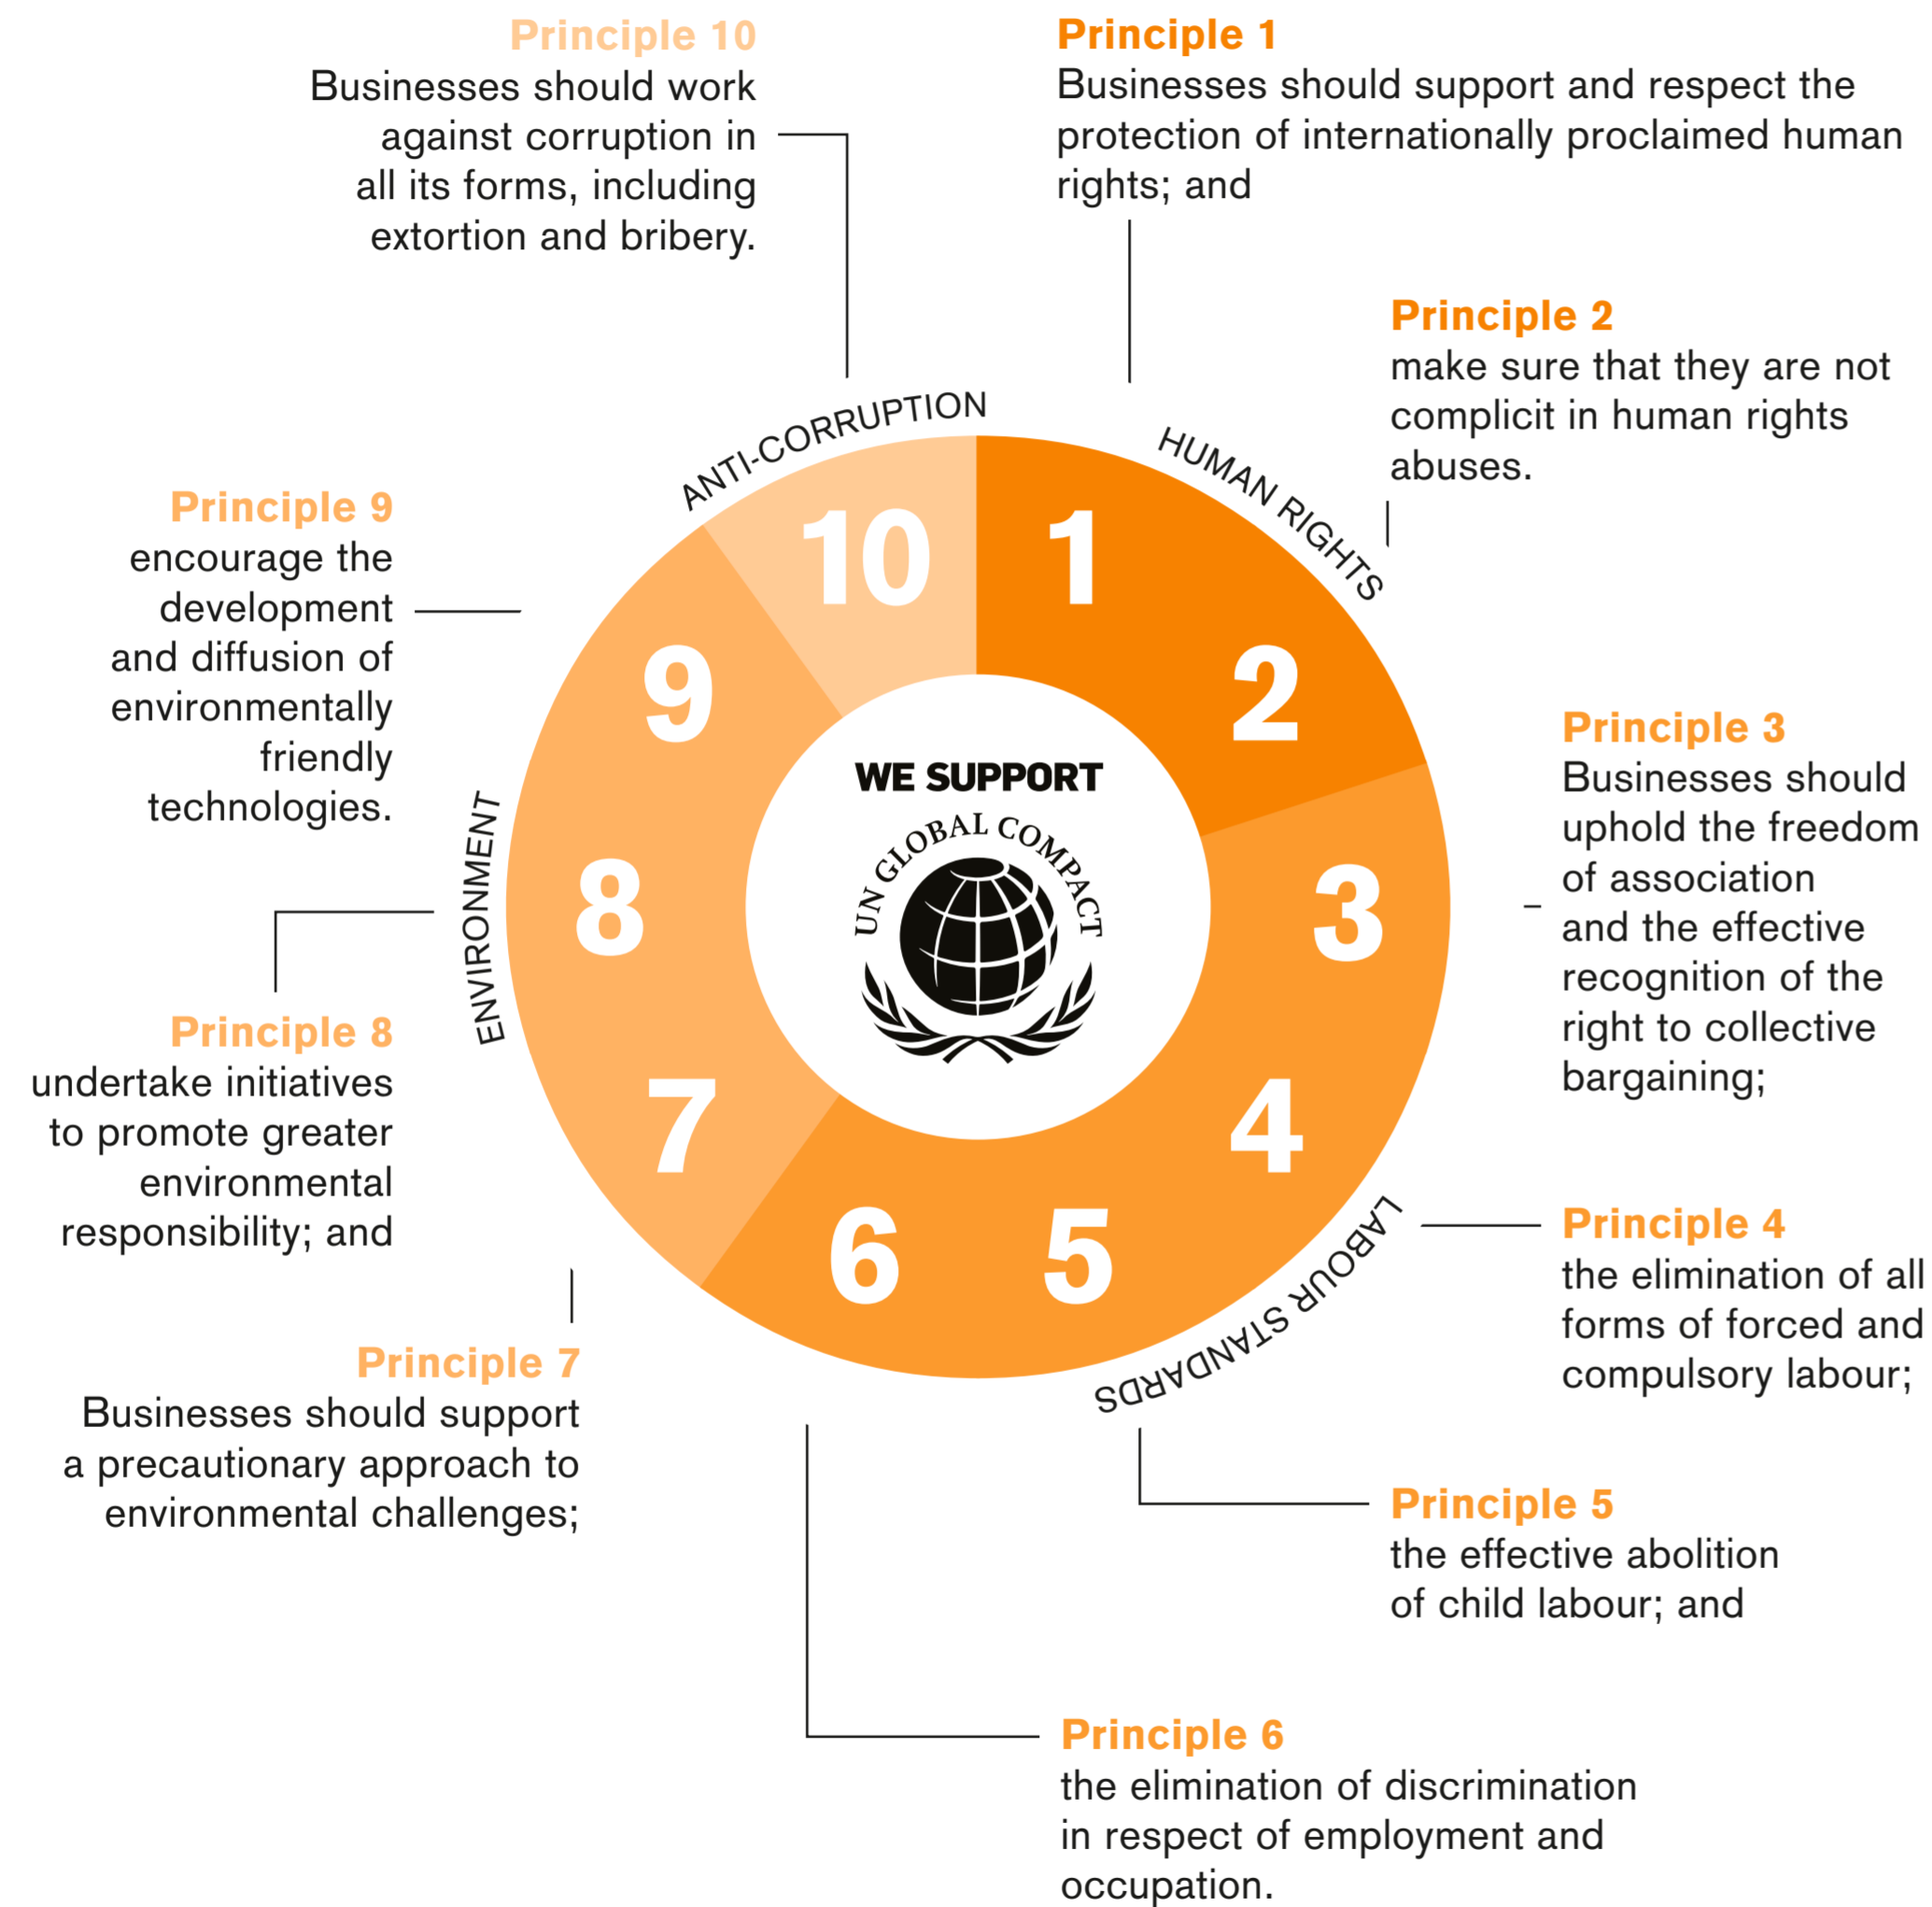 Principle 10
Businesses should work
against corruption in
all its forms, including
extortion and bribery.
Principle 1
Businesses should support and respect the
protection of internationally proclaimed human
rights; and
Principle 2
make sure that they are not
complicit in human rights
abuses.
ANTI-CORRUPTION
HUMAN RIGHTS
Principle 9
encourage the
development
and diffusion of
environmentally
friendly
technologies.
10
1
9
2
WE SUPPORT
UN GLOBAL COMPACT
Principle 3
Businesses should
uphold the freedom
of association
and the effective
recognition of the
right to collective
bargaining;
ENVIRONMENT
8
3
Principle 8
undertake initiatives
to promote greater
environmental
responsibility; and
7
4
6
5
LABOUR STANDARDS
Principle 4
the elimination of all
forms of forced and
compulsory labour;
Principle 7
Businesses should support
a precautionary approach to
environmental challenges;
Principle 5
the effective abolition
of child labour; and
Principle 6
the elimination of discrimination
in respect of employment and
occupation.